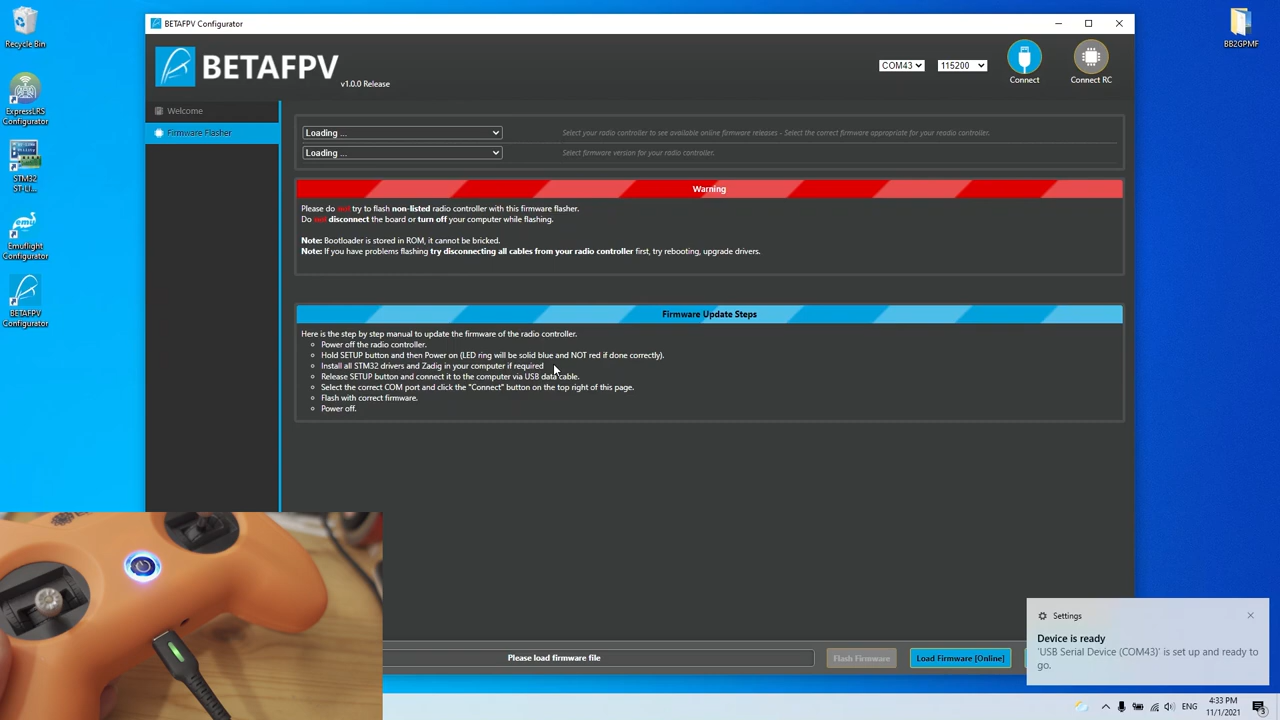 Recycle Bin
ExpressLRS
Configurator
STM32
ST-LI...
Emuflight
Configurator
BETAFPV
Configurator
BB2GPMF
BETAFPV Configurator
BETAFPV
v1.0.0 Release
COM43
115200
Connect
Connect RC
Welcome
Firmware Flasher
Loading ...
Select your radio controller to see available online firmware releases - Select the correct firmware appropriate for your readio controller.
Loading ...
Select firmware version for your radio controller.
Warning
Please do not try to flash non-listed radio controller with this firmware flasher.
Do not disconnect the board or turn off your computer while flashing.
Note: Bootloader is stored in ROM, it cannot be bricked.
Note: If you have problems flashing try disconnecting all cables from your radio controller first, try rebooting, upgrade drivers.
Firmware Update Steps
Here is the step by step manual to update the firmware of the radio controller.
Power off the radio controller.
Hold SETUP button and then Power on (LED ring will be solid blue and NOT red if done correctly).
Install all STM32 drivers and Zadig in your computer if required
Release SETUP button and connect it to the computer via USB data cable.
Select the correct COM port and click the "Connect" button on the top right of this page.
Flash with correct firmware.
Power off.
Please load firmware file
Flash Firmware
Load Firmware [Online]
Settings
Device is ready
'USB Serial Device (COM43)' is set up and ready to
go.
ENG
4:33 PM
11/1/2021
3